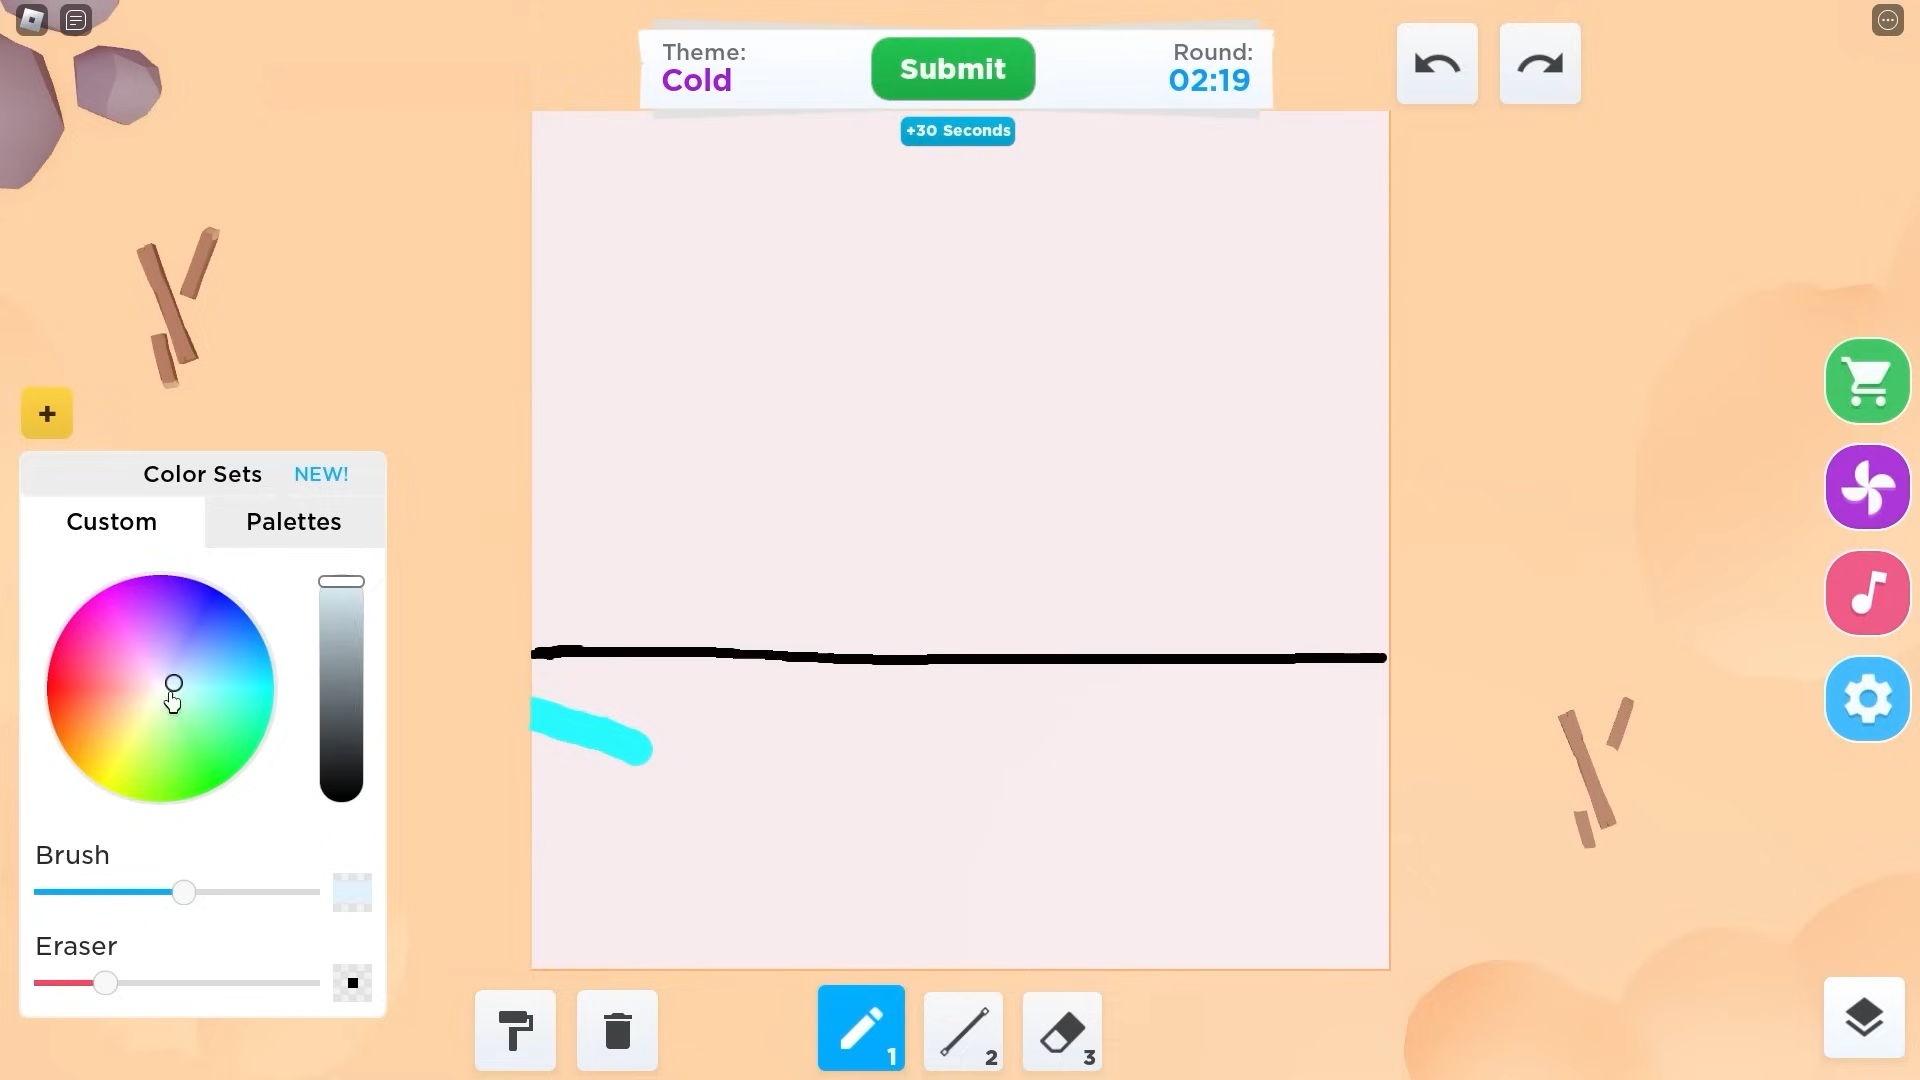 Theme:
Cold
Submit
Round:
02:19
+30 Seconds
+
Color Sets NEW!
Custom Palettes
Brush
Eraser
1
2
3